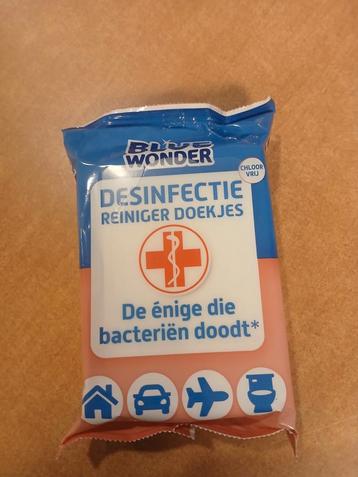 BLUE
WONDER
CHLOOR
VRIJ
DESINFECTIE
REINIGER DOEKJES
De énige die
bacteriën doodt*